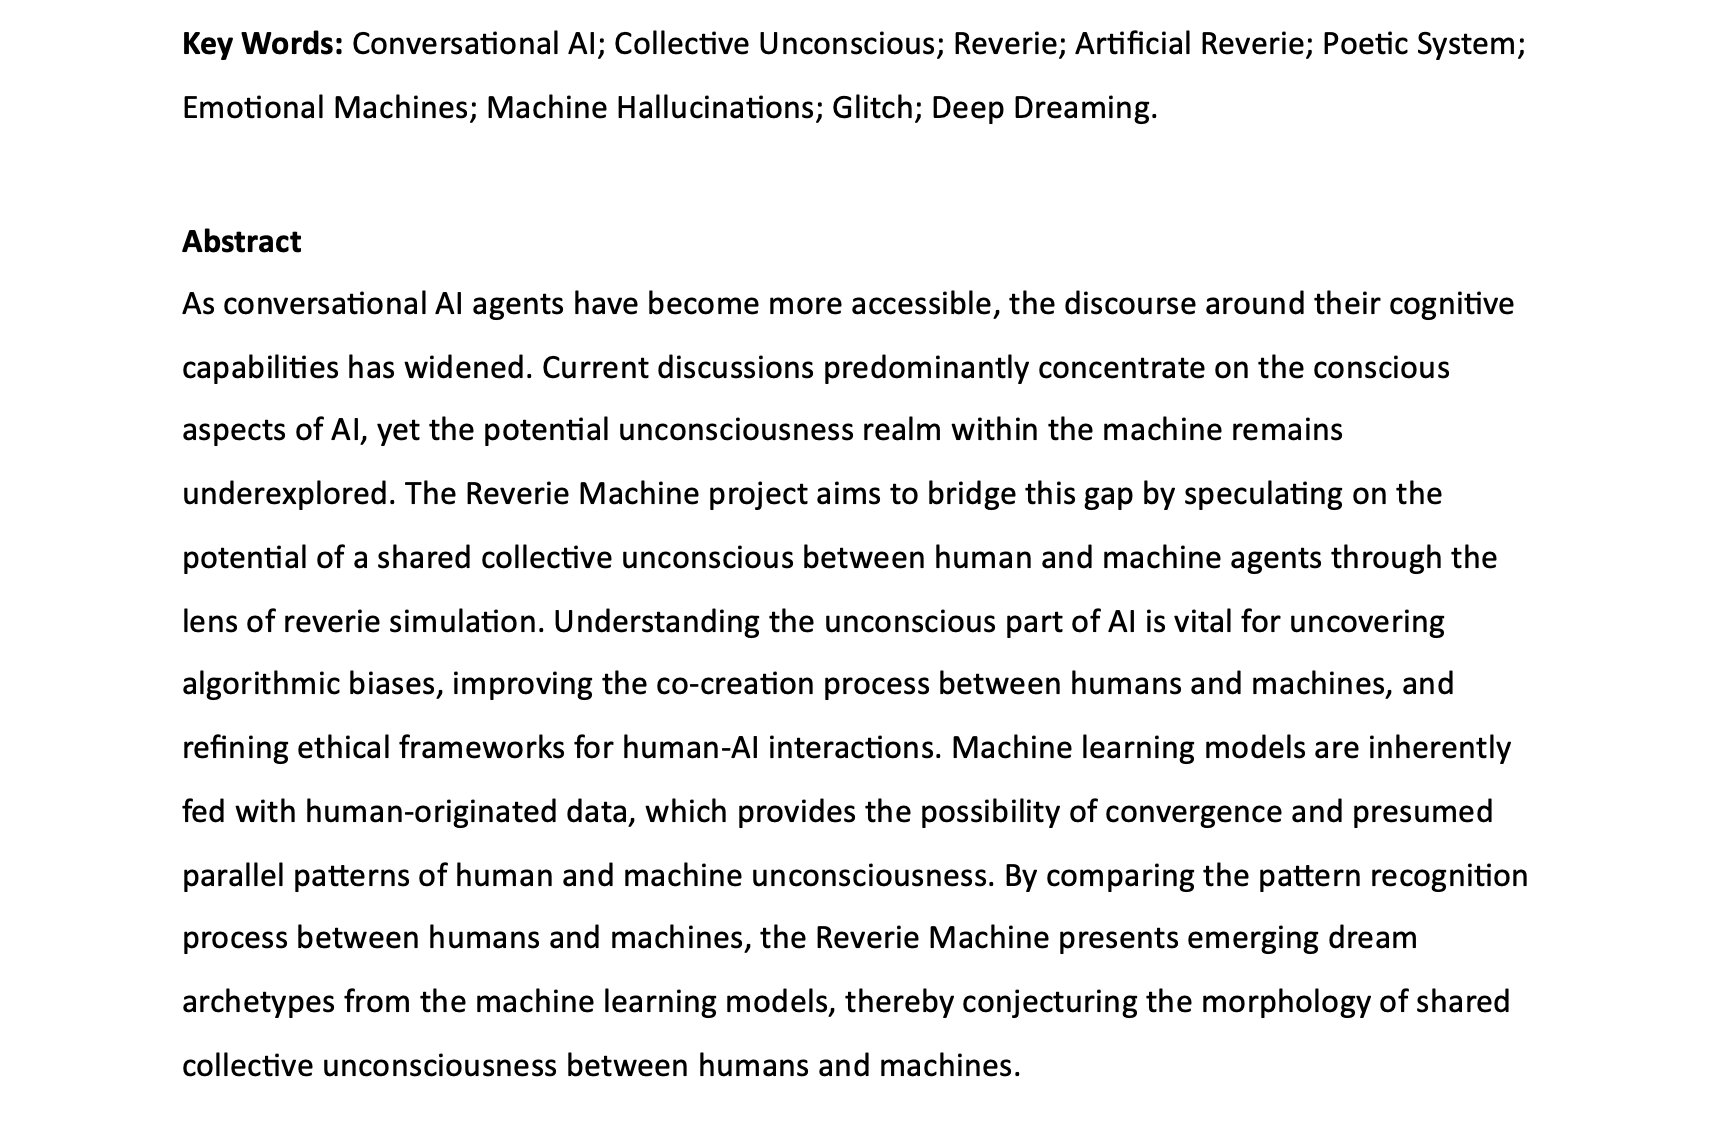 Key Words: Conversational AI; Collective Unconscious; Reverie; Artificial Reverie; Poetic System;
Emotional Machines; Machine Hallucinations; Glitch; Deep Dreaming.
Abstract
As conversational AI agents have become more accessible, the discourse around their cognitive
capabilities has widened. Current discussions predominantly concentrate on the conscious
aspects of AI, yet the potential unconsciousness realm within the machine remains
underexplored. The Reverie Machine project aims to bridge this gap by speculating on the
potential of a shared collective unconscious between human and machine agents through the
lens of reverie simulation. Understanding the unconscious part of AI is vital for uncovering
algorithmic biases, improving the co-creation process between humans and machines, and
refining ethical frameworks for human-AI interactions. Machine learning models are inherently
fed with human-originated data, which provides the possibility of convergence and presumed
parallel patterns of human and machine unconsciousness. By comparing the pattern recognition
process between humans and machines, the Reverie Machine presents emerging dream
archetypes from the machine learning models, thereby conjecturing the morphology of shared
collective unconsciousness between humans and machines.